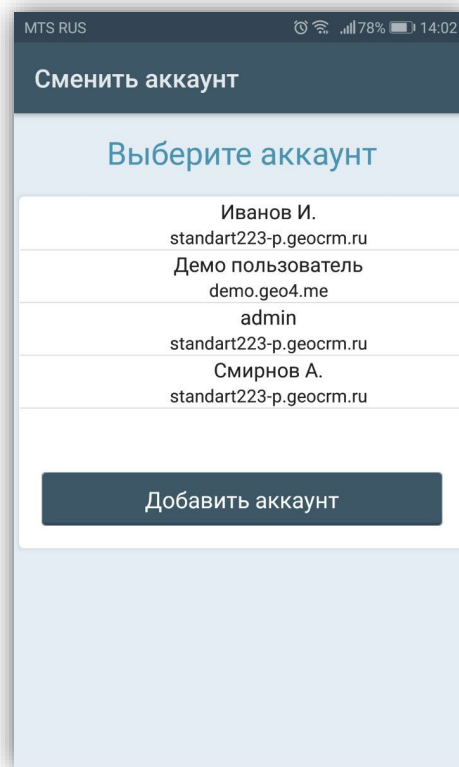 MTS RUS 78% 14:02
Сменить аккаунт
Выберите аккаунт
Иванов И.
standart223-p.geocrm.ru
Демо пользователь
demo.geo4.me
admin
standart223-p.geocrm.ru
Смирнов А.
standart223-p.geocrm.ru
Добавить аккаунт